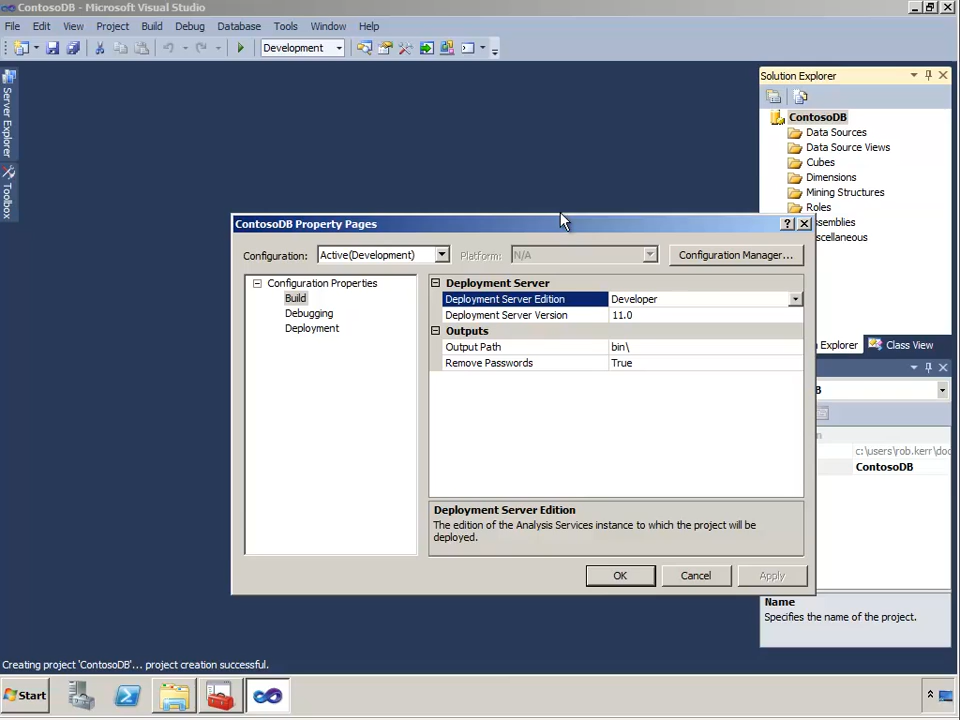 ContosoDB - Microsoft Visual Studio
File Edit View Project Build Debug Database Tools Window Help
Development
Server Explorer
Toolbox
Solution Explorer
ContosoDB
Data Sources
Data Source Views
Cubes
Dimensions
Mining Structures
Roles
ssemblies
scellaneous
ContosoDB Property Pages
Configuration: Active(Development) Platform: N/A Configuration Manager...
Configuration Properties
Build
Debugging
Deployment
Deployment Server
Deployment Server Edition Developer
Deployment Server Version 11.0
Outputs
Output Path bin\
Remove Passwords True
Deployment Server Edition
The edition of the Analysis Services instance to which the project will be
deployed.
OK Cancel Apply
Explorer Class View
B
c:\users\rob.kerr\doc
ContosoDB
Name
Specifies the name of the project.
Creating project 'ContosoDB'... project creation successful.
Start